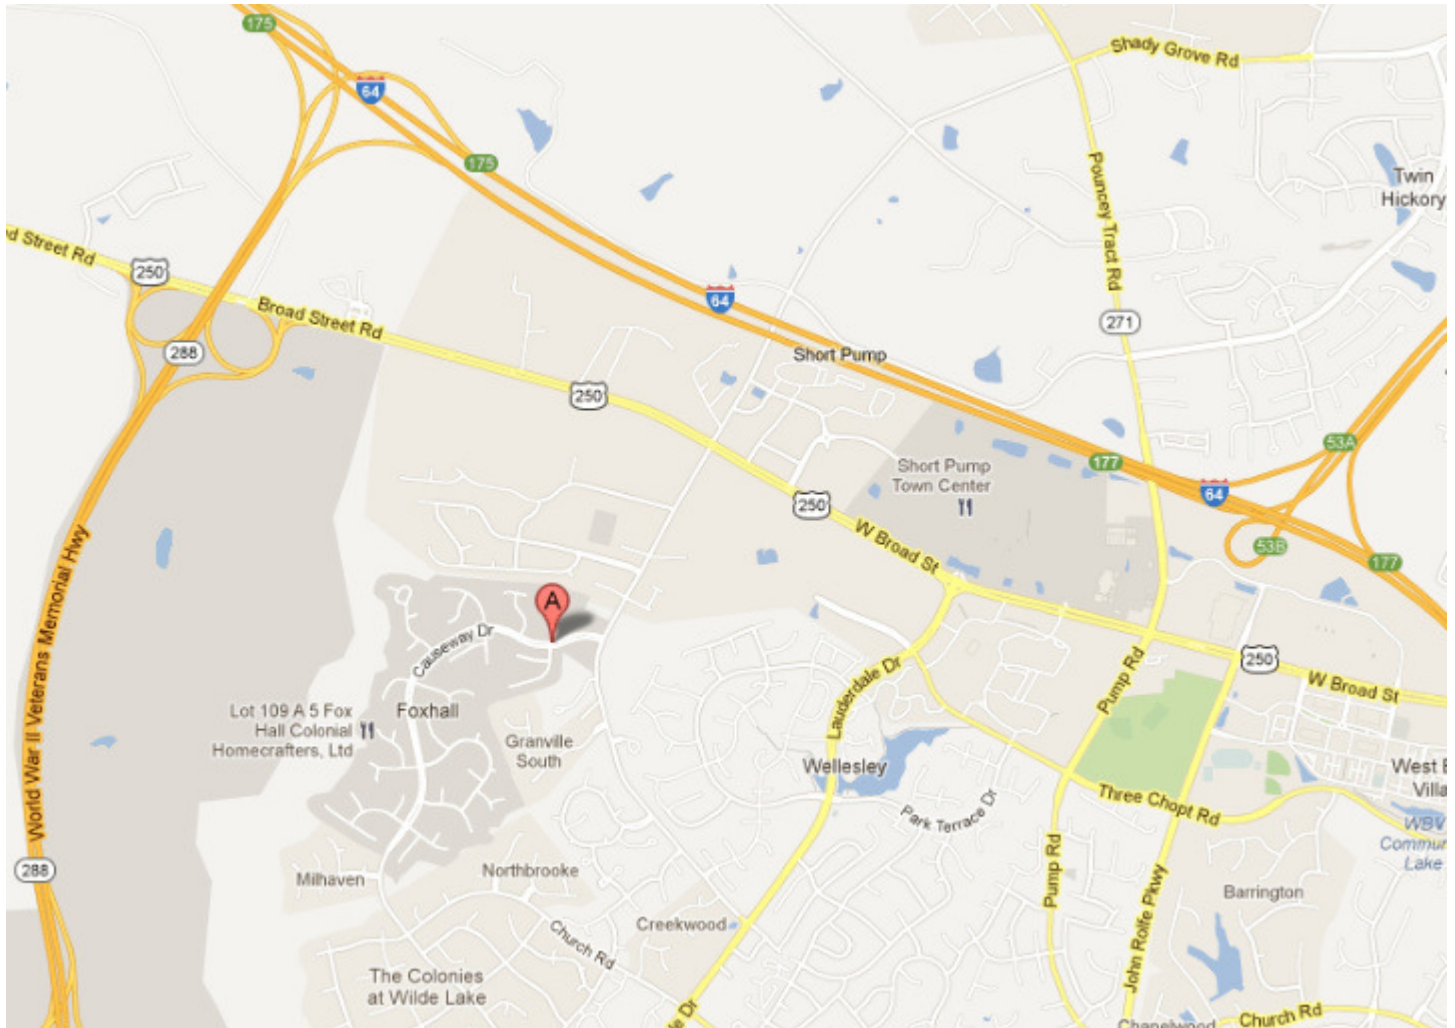 175
64
Shady Grove Rd
175
Pouncey Tract Rd
Twin
Hickory
d Street Rd
250
Broad Street Rd
64
271
288
Short Pump
250
53A
177
Short Pump
Town Center
64
250
W Broad St
53B
177
World War II Veterans Memorial Hwy
A
Causeway Dr
Lauderdale Dr
Pump Rd
250
W Broad St
Foxhall
Lot 109 A 5 Fox
Hall Colonial
Homecrafters, Ltd
Granville
South
Wellesley
West E
Villa
Park Terrace Dr
Three Chopt Rd
WBV
Commun
Lake
288
Pump Rd
Northbrooke
Milhaven
Barrington
John Rolfe Pkwy
Creekwood
Church Rd
The Colonies
at Wilde Lake
le Dr
Church Rd
Chapelwood